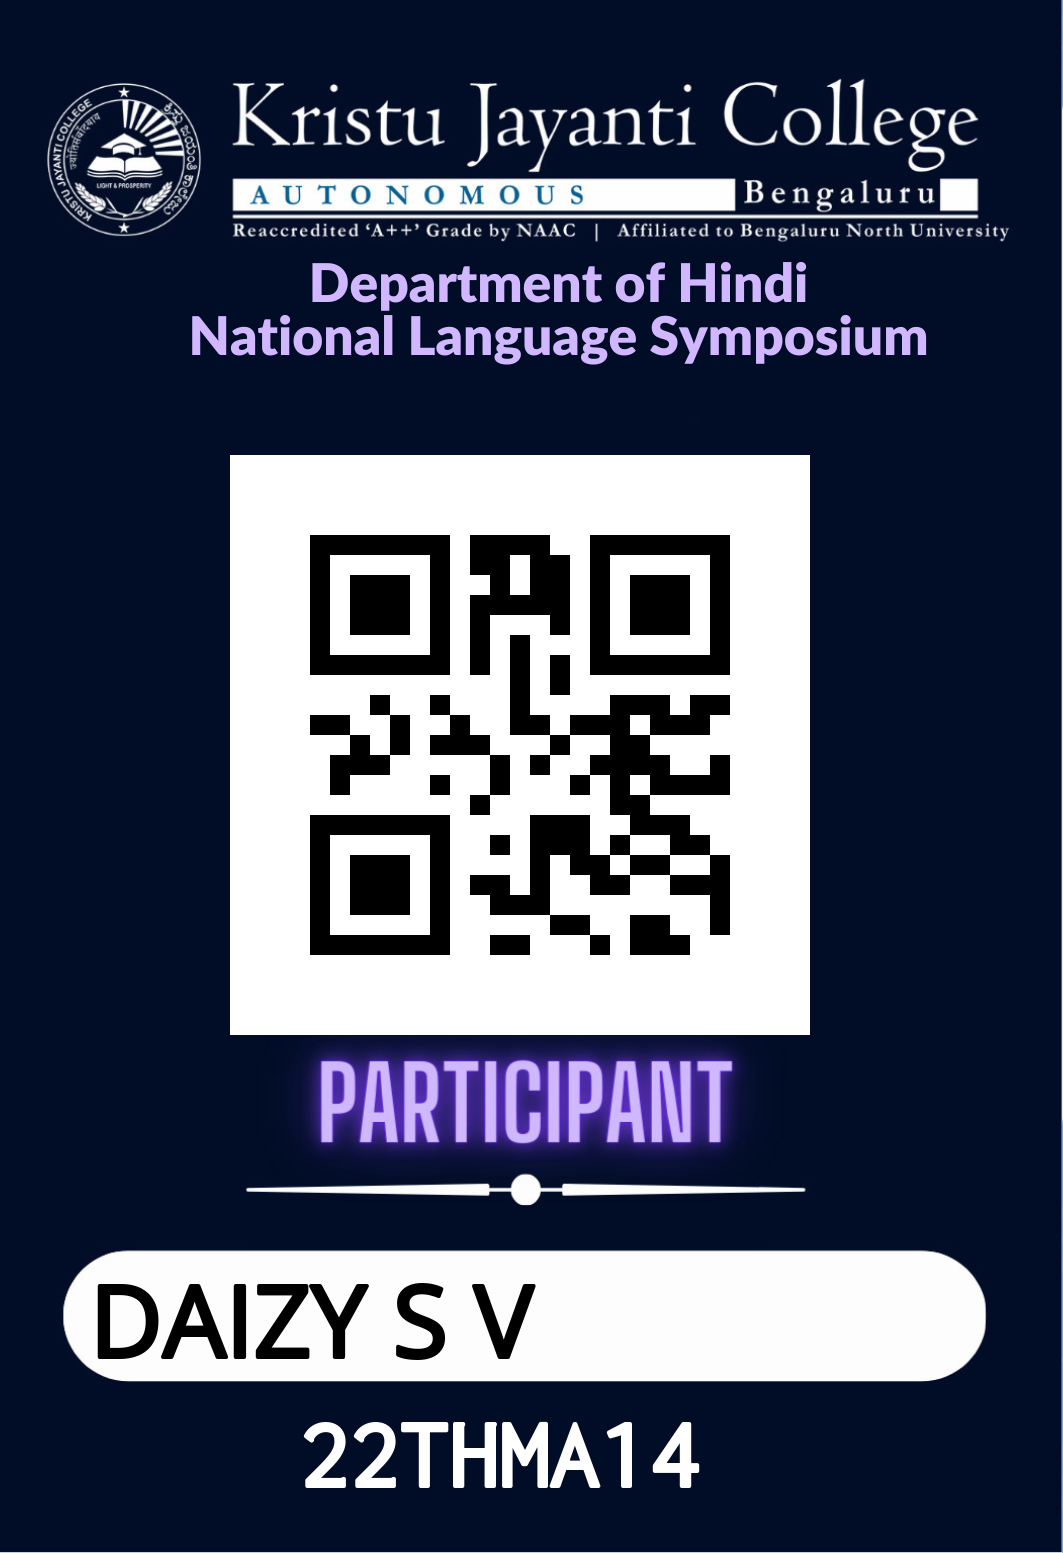 KRISTU JAYANTI COLLEGE
LIGHT & PROSPERITY
Kristu Jayanti College
AUTONOMOUS Bengaluru
Reaccredited ‘A++’ Grade by NAAC | Affiliated to Bengaluru North University
Department of Hindi
National Language Symposium
PARTICIPANT
DAIZY S V
22THMA14